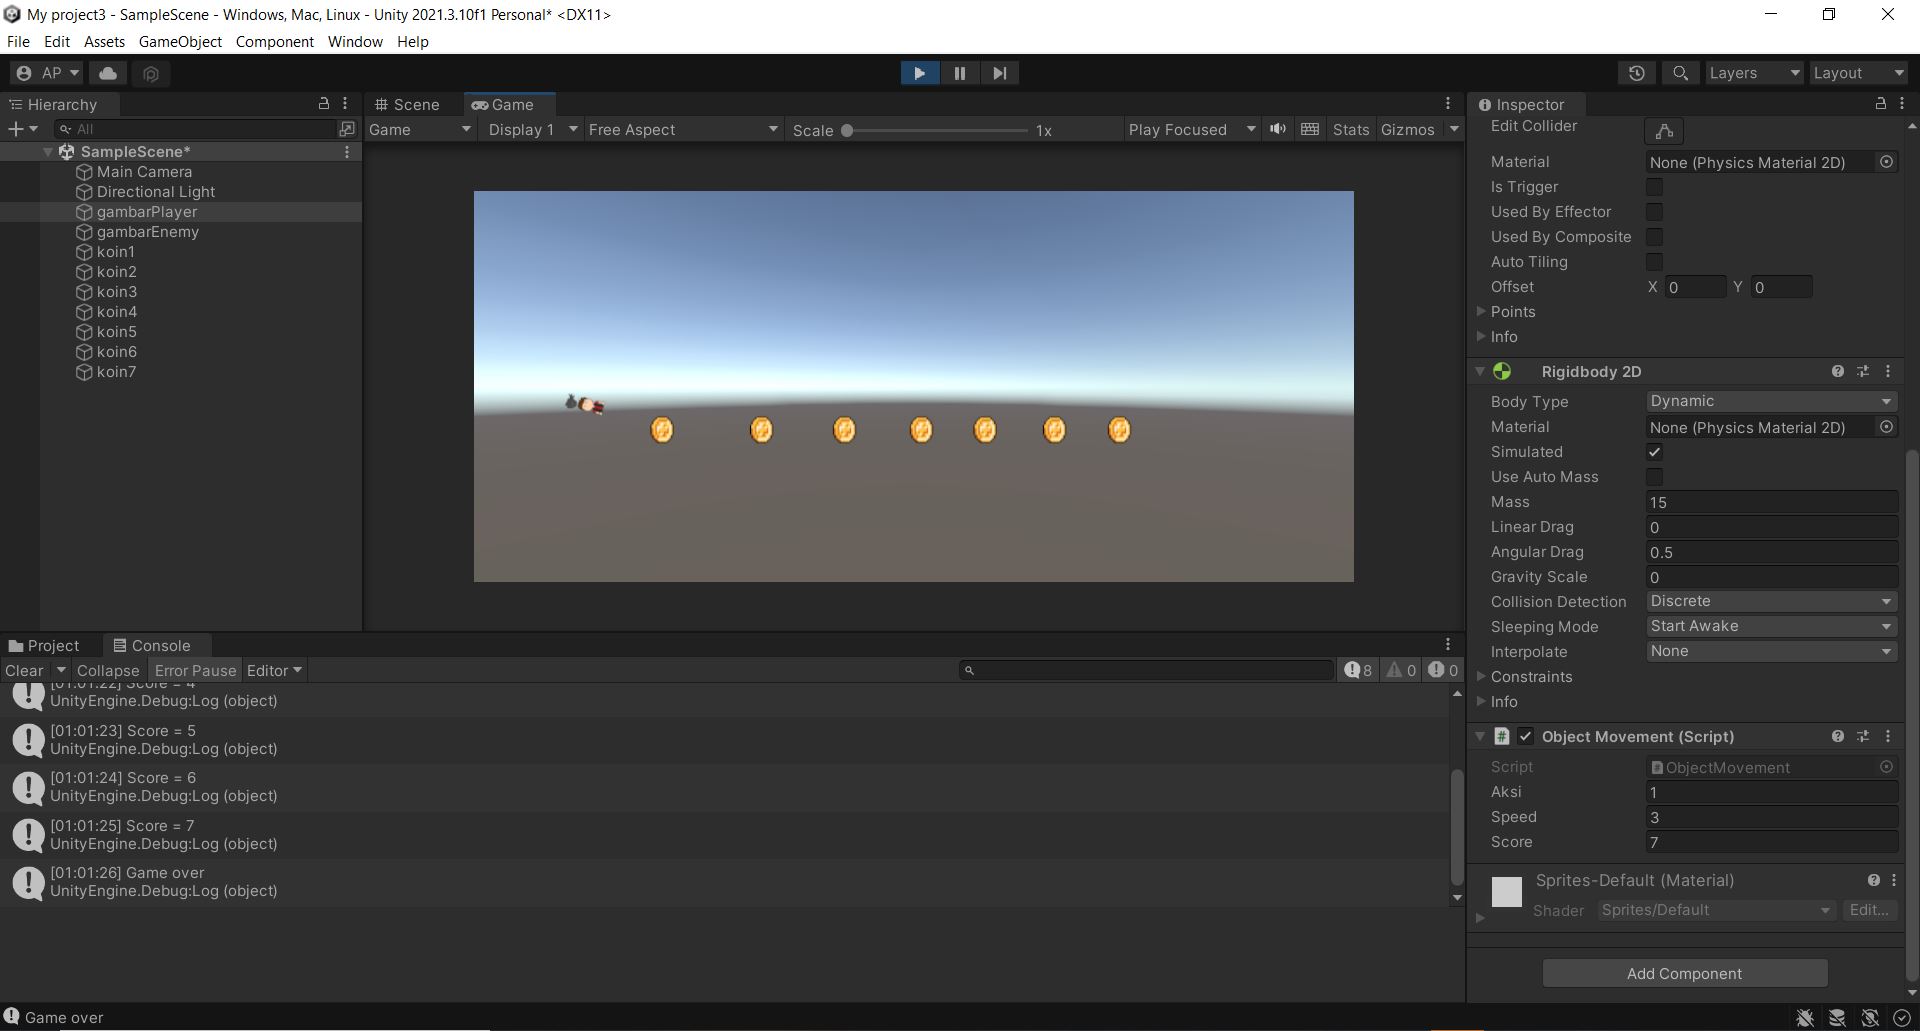 My project3 - SampleScene - Windows, Mac, Linux - Unity 2021.3.10f1 Personal* <DX11>
File Edit Assets GameObject Component Window Help
AP
Layers
Layout
Hierarchy
All
SampleScene*
Main Camera
Directional Light
gambarPlayer
gambarEnemy
koin1
koin2
koin3
koin4
koin5
koin6
koin7
Scene
Game
Game
Display 1
Free Aspect
Scale
1x
Play Focused
Stats
Gizmos
Project
Console
Clear
Collapse
Error Pause
Editor
8
0
0
[01:01:22] Score = 4
UnityEngine.Debug:Log (object)
[01:01:23] Score = 5
UnityEngine.Debug:Log (object)
[01:01:24] Score = 6
UnityEngine.Debug:Log (object)
[01:01:25] Score = 7
UnityEngine.Debug:Log (object)
[01:01:26] Game over
UnityEngine.Debug:Log (object)
Game over
Inspector
Edit Collider
Material None (Physics Material 2D)
Is Trigger
Used By Effector
Used By Composite
Auto Tiling
Offset X 0 Y 0
Points
Info
Rigidbody 2D
Body Type Dynamic
Material None (Physics Material 2D)
Simulated
Use Auto Mass
Mass 15
Linear Drag 0
Angular Drag 0.5
Gravity Scale 0
Collision Detection Discrete
Sleeping Mode Start Awake
Interpolate None
Constraints
Info
# Object Movement (Script)
Script # ObjectMovement
Aksi 1
Speed 3
Score 7
Sprites-Default (Material)
Shader Sprites/Default Edit...
Add Component